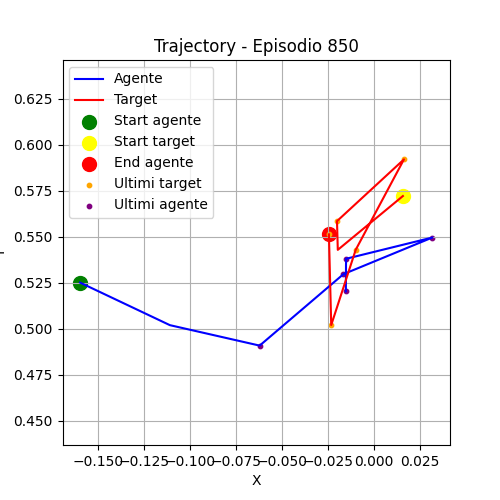 Trajectory - Episodio 850
Agente
Target
Start agente
Start target
End agente
Ultimi target
Ultimi agente
0.625
0.600
0.575
0.550
0.525
0.500
0.475
0.450
−0.150 −0.125 −0.100 −0.075 −0.050 −0.025 0.000 0.025
X